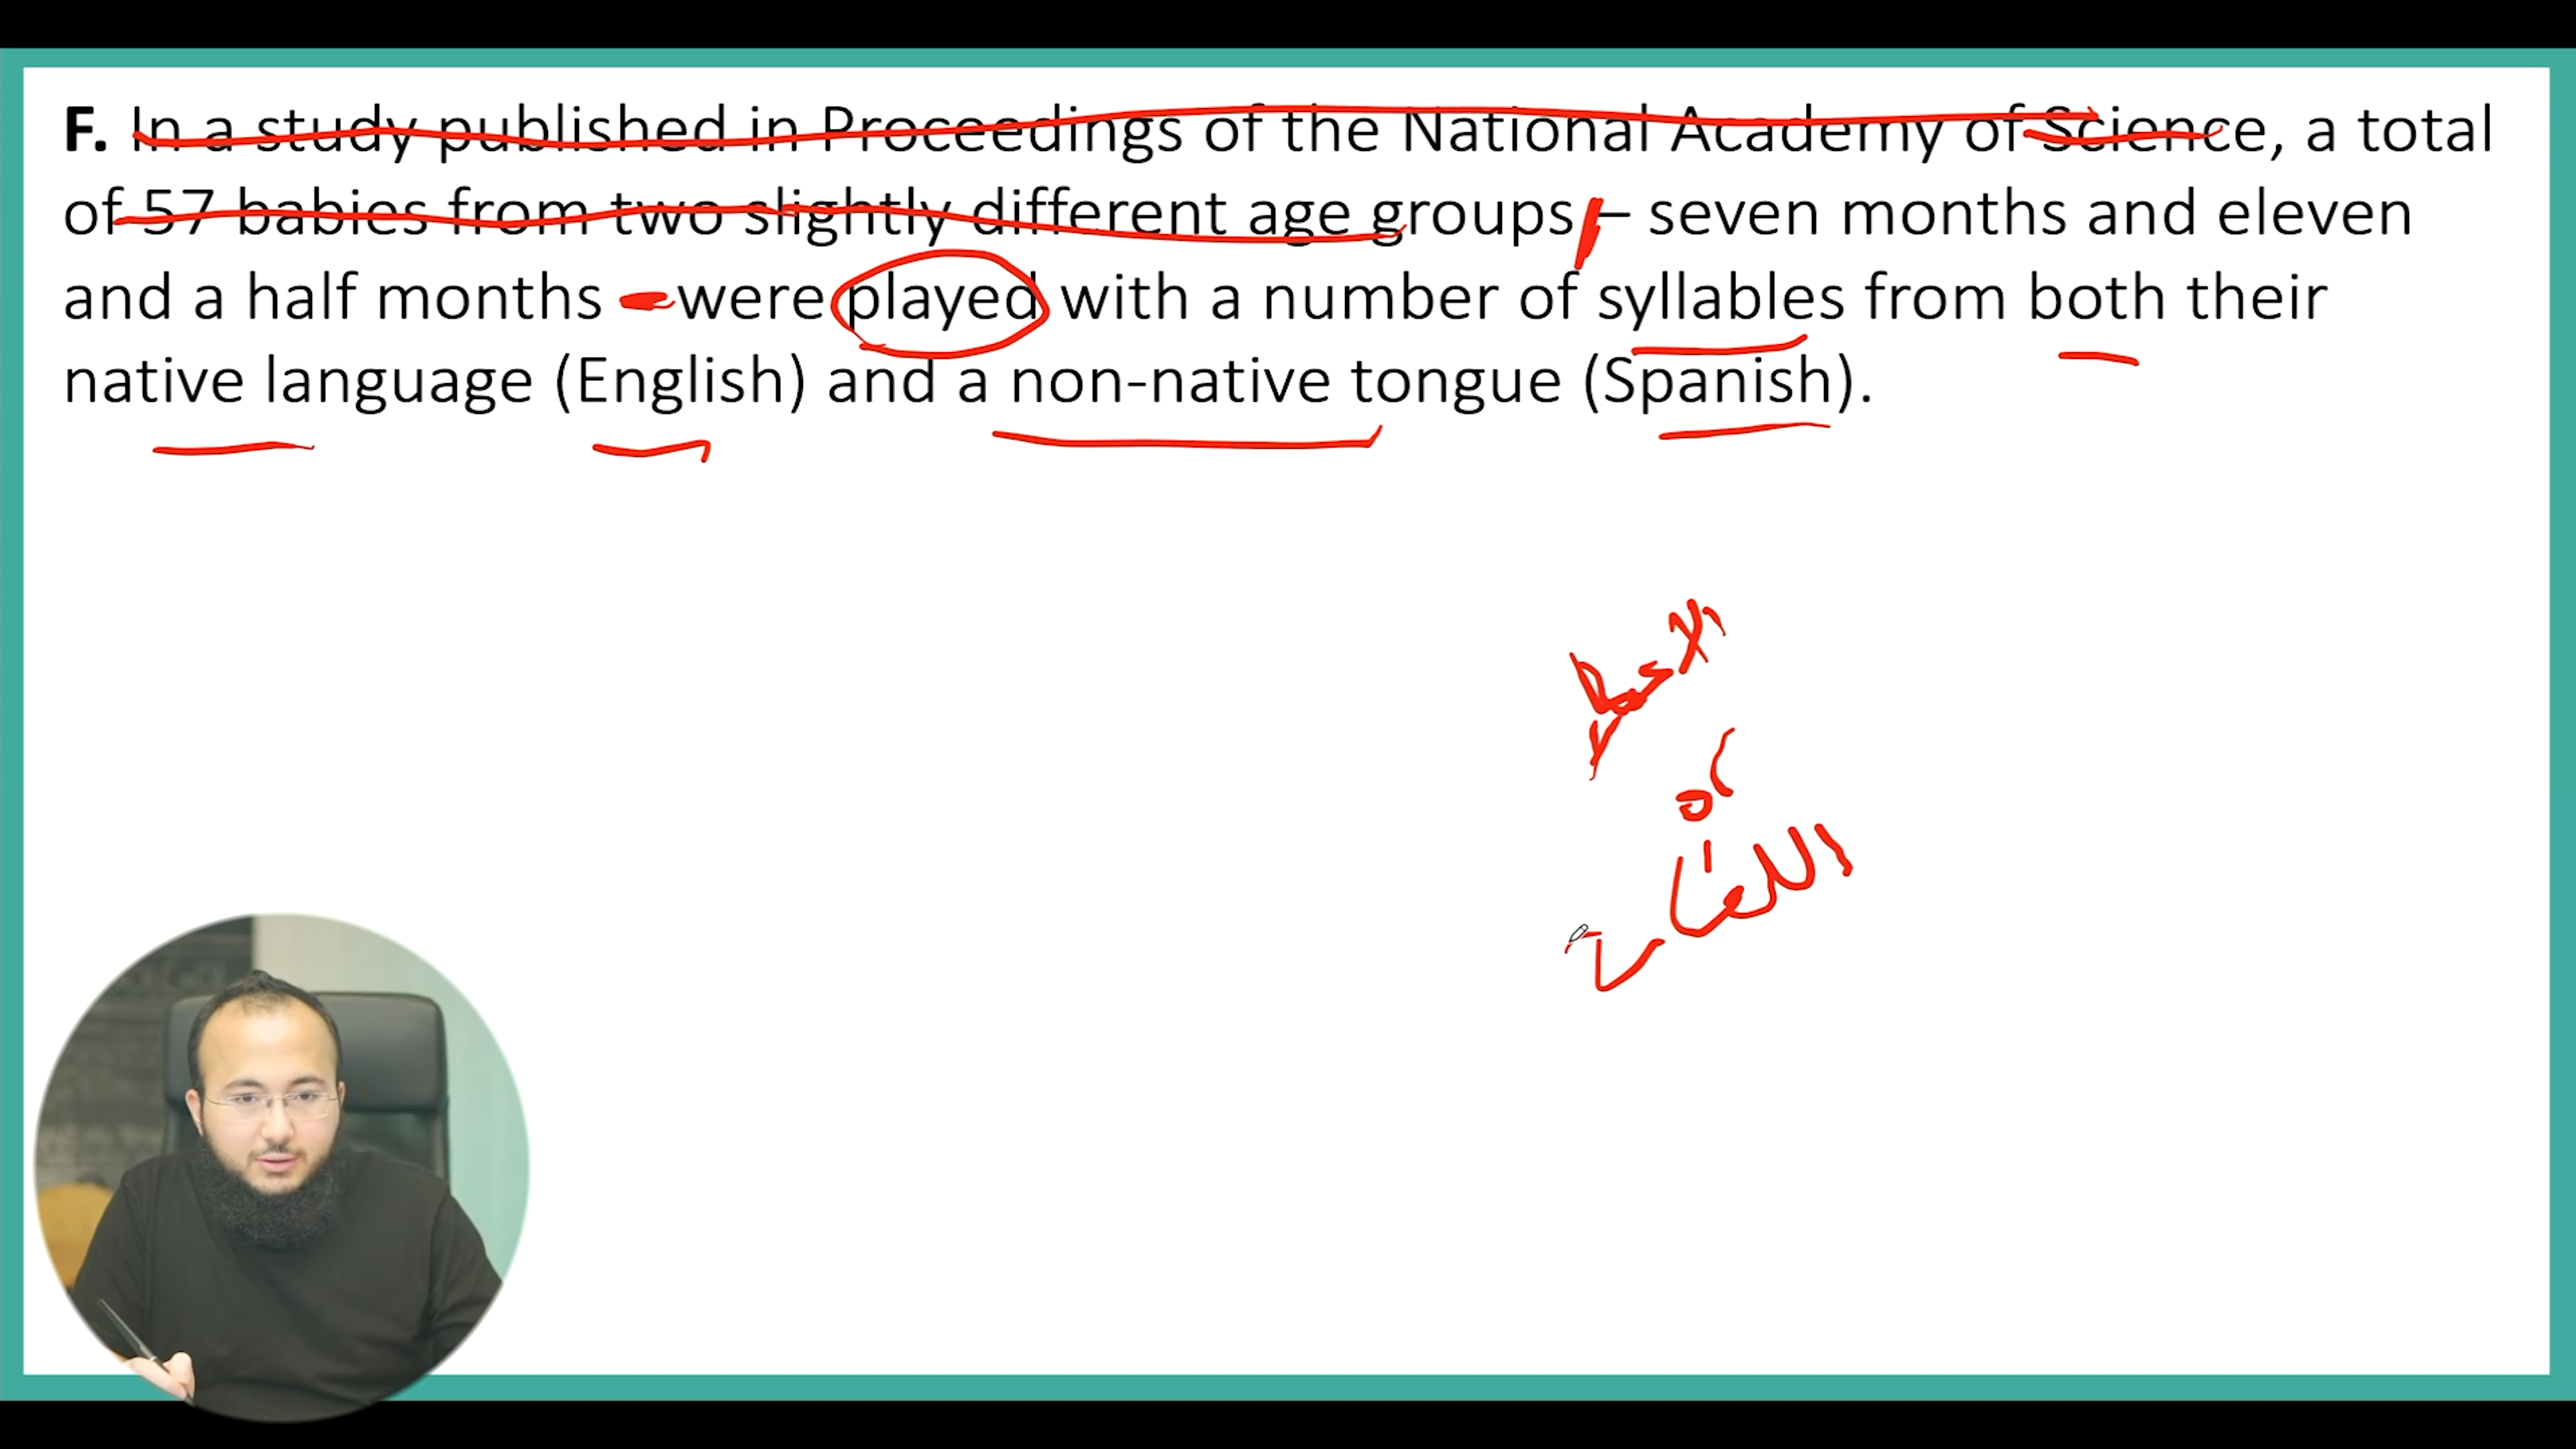 F. In a study published in Proceedings of the National Academy of Science, a total
of 57 babies from two slightly different age groups – seven months and eleven
and a half months – were played with a number of syllables from both their
native language (English) and a non-native tongue (Spanish).
or